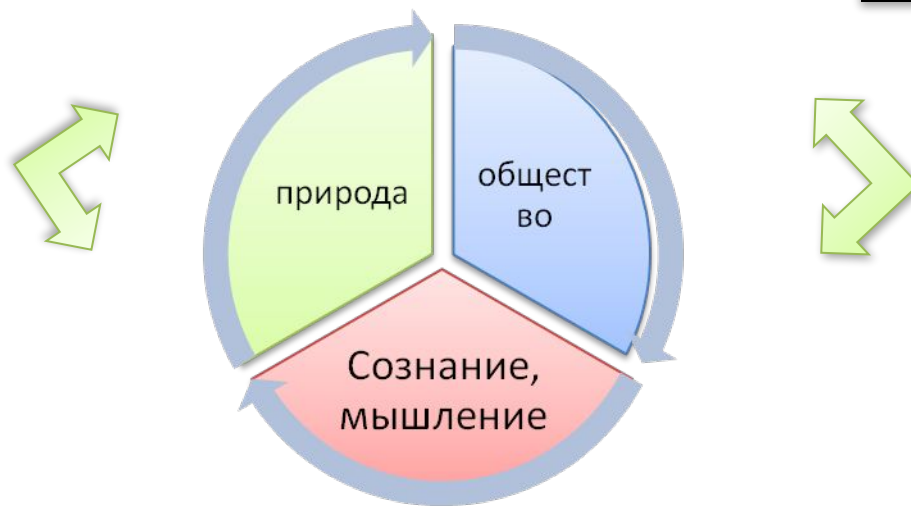 природа
общест
во
Сознание,
мышление